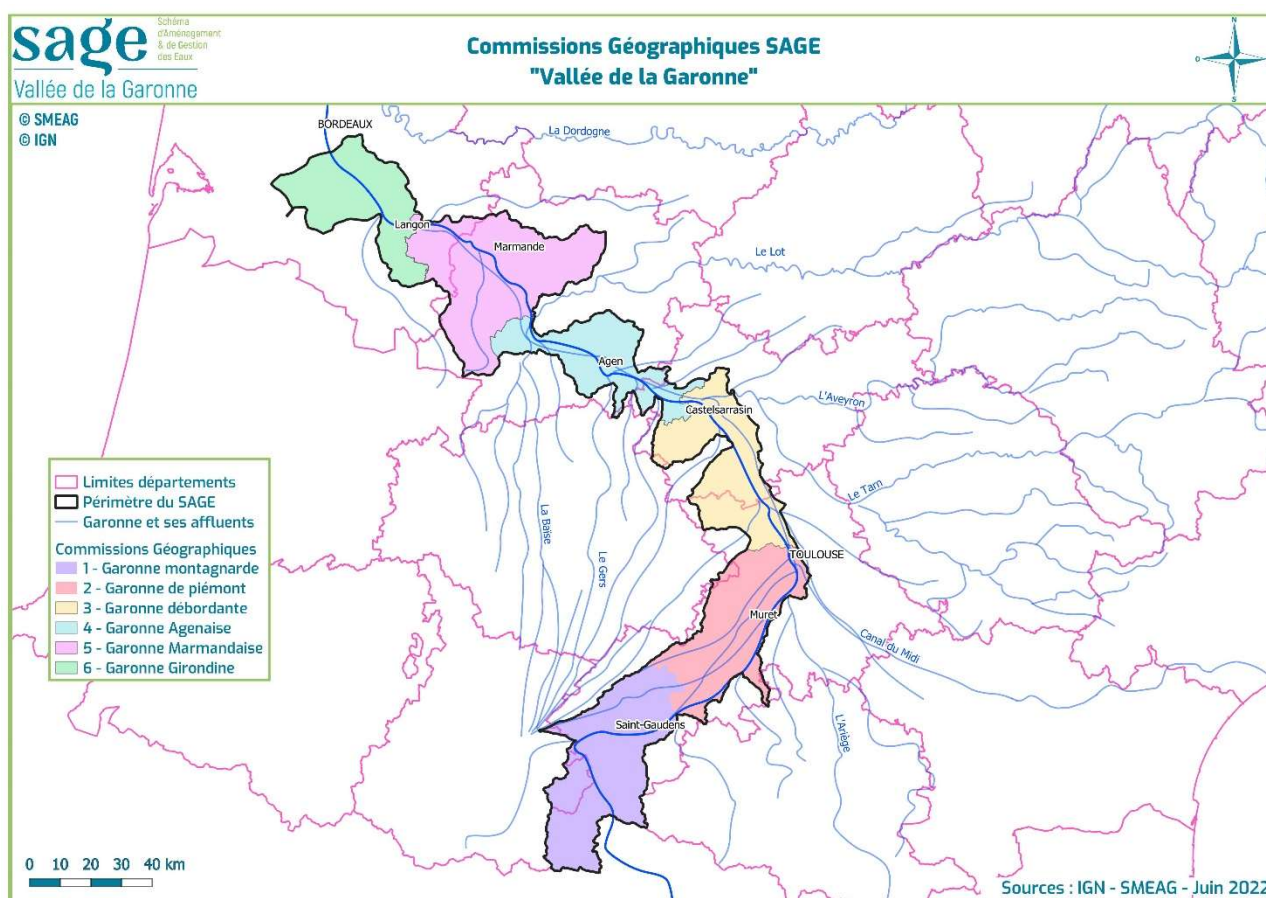 sage
Schéma
d'Aménagement
& de Gestion
des Eaux
Vallée de la Garonne
Commissions Géographiques SAGE
"Vallée de la Garonne"
N
O
E
S
© SMEAG
© IGN
BORDEAUX
La Dordogne
Langon
Marmande
Le Lot
Agen
L'Aveyron
Castelsarrasin
Le Tarn
La Baïse
Le Gers
TOULOUSE
Muret
Canal du Midi
Saint-Gaudens
L'Ariège
Limites départements
Périmètre du SAGE
Garonne et ses affluents
Commissions Géographiques
1 - Garonne montagnarde
2 - Garonne de piémont
3 - Garonne débordante
4 - Garonne Agenaise
5 - Garonne Marmandaise
6 - Garonne Girondine
0 10 20 30 40 km
Sources : IGN - SMEAG - Juin 2022